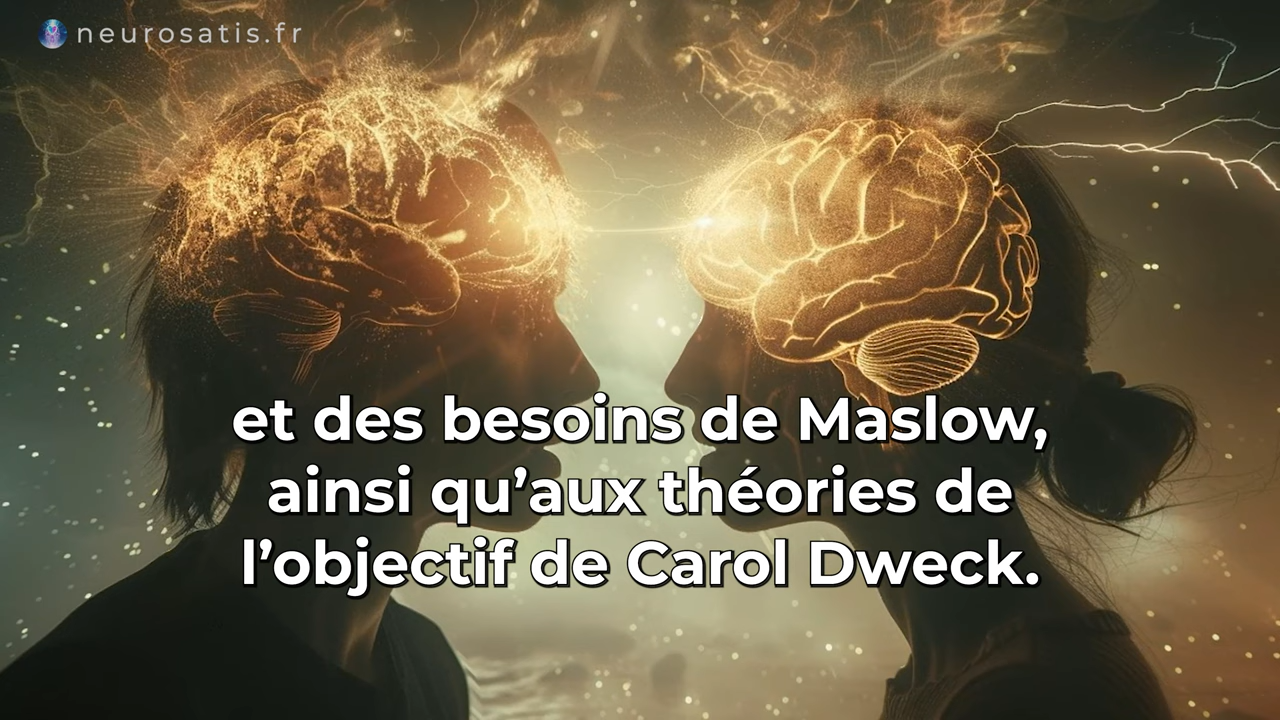 neurosatis.fr
et des besoins de Maslow,
ainsi qu’aux théories de
l’objectif de Carol Dweck.